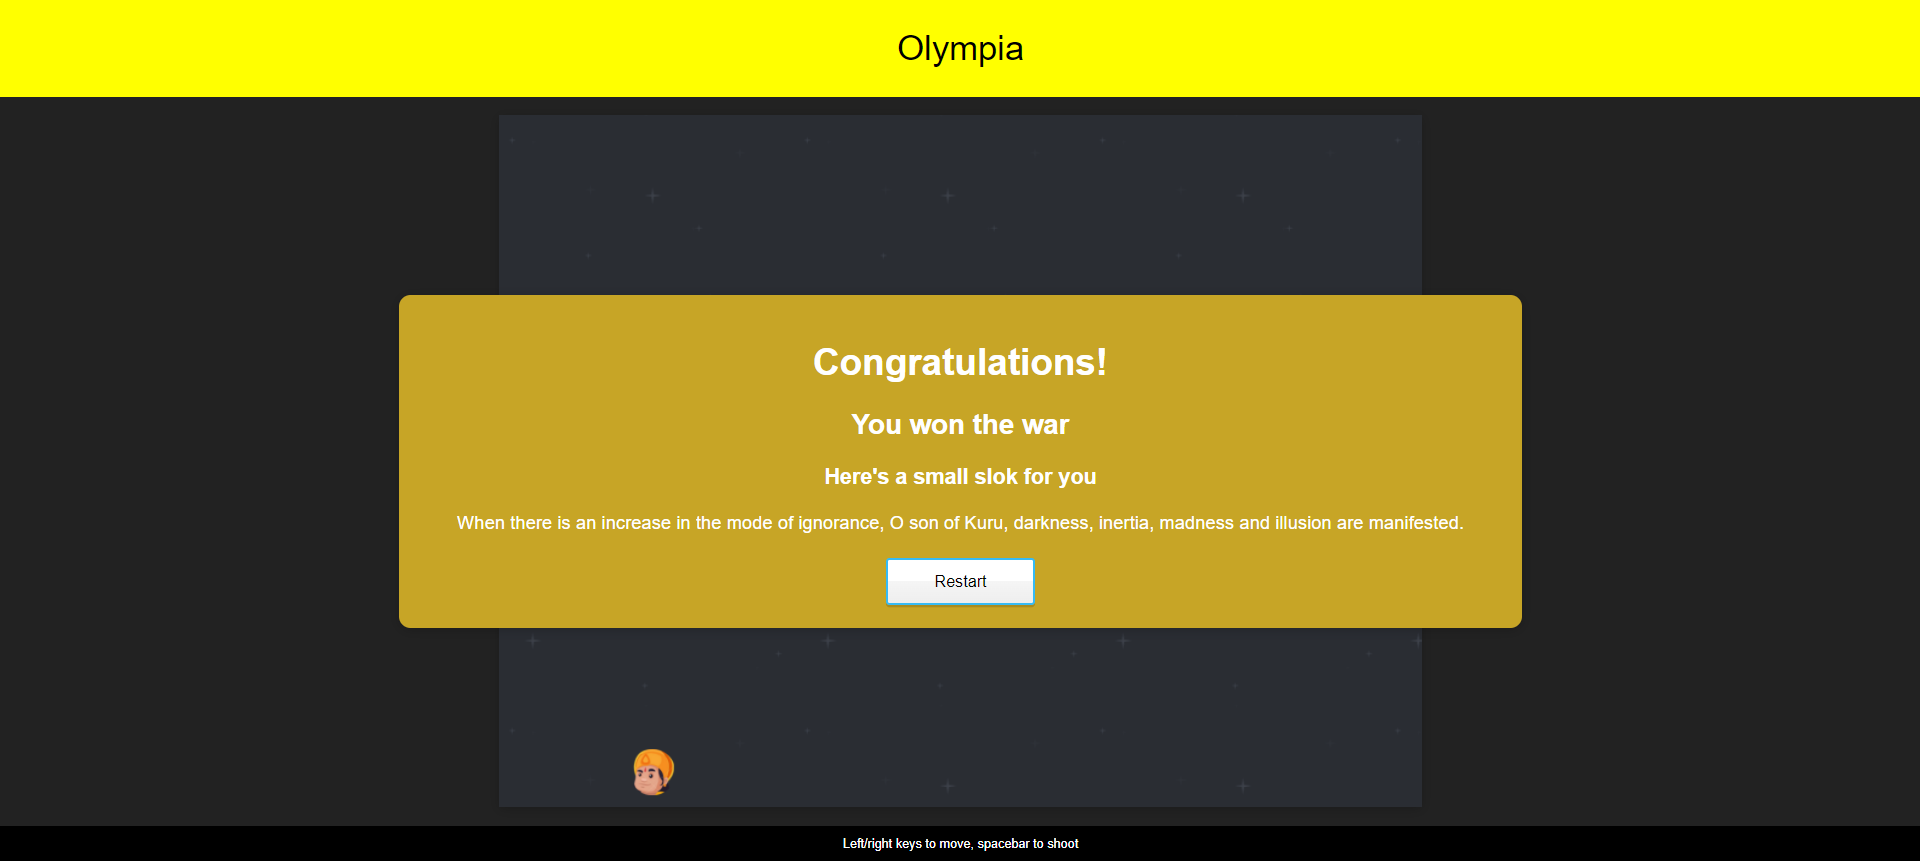 Olympia
Congratulations!
You won the war
Here's a small slok for you
When there is an increase in the mode of ignorance, O son of Kuru, darkness, inertia, madness and illusion are manifested.
Restart
Left/right keys to move, spacebar to shoot